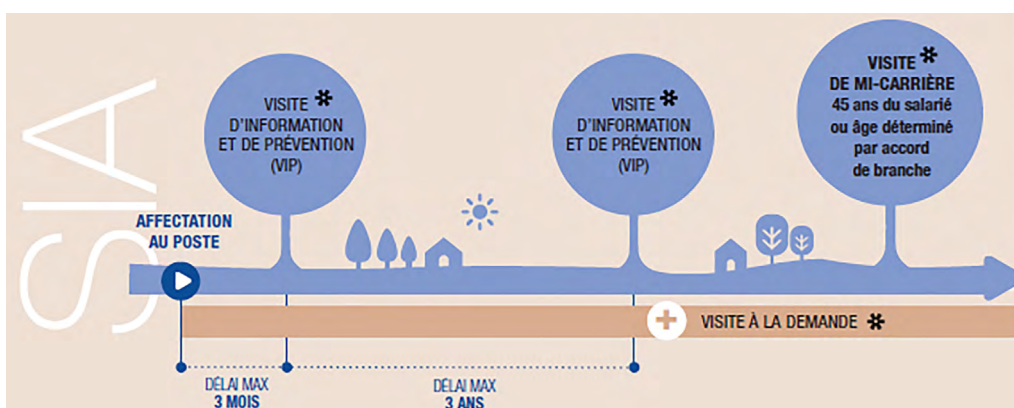 SIA
VISITE *
D'INFORMATION
ET DE PRÉVENTION
(VIP)
VISITE *
D'INFORMATION
ET DE PRÉVENTION
(VIP)
VISITE *
DE MI-CARRIÈRE
45 ans du salarié
ou âge déterminé
par accord
de branche
AFFECTATION
AU POSTE
+ VISITE À LA DEMANDE *
DÉLAI MAX
3 MOIS
DÉLAI MAX
3 ANS